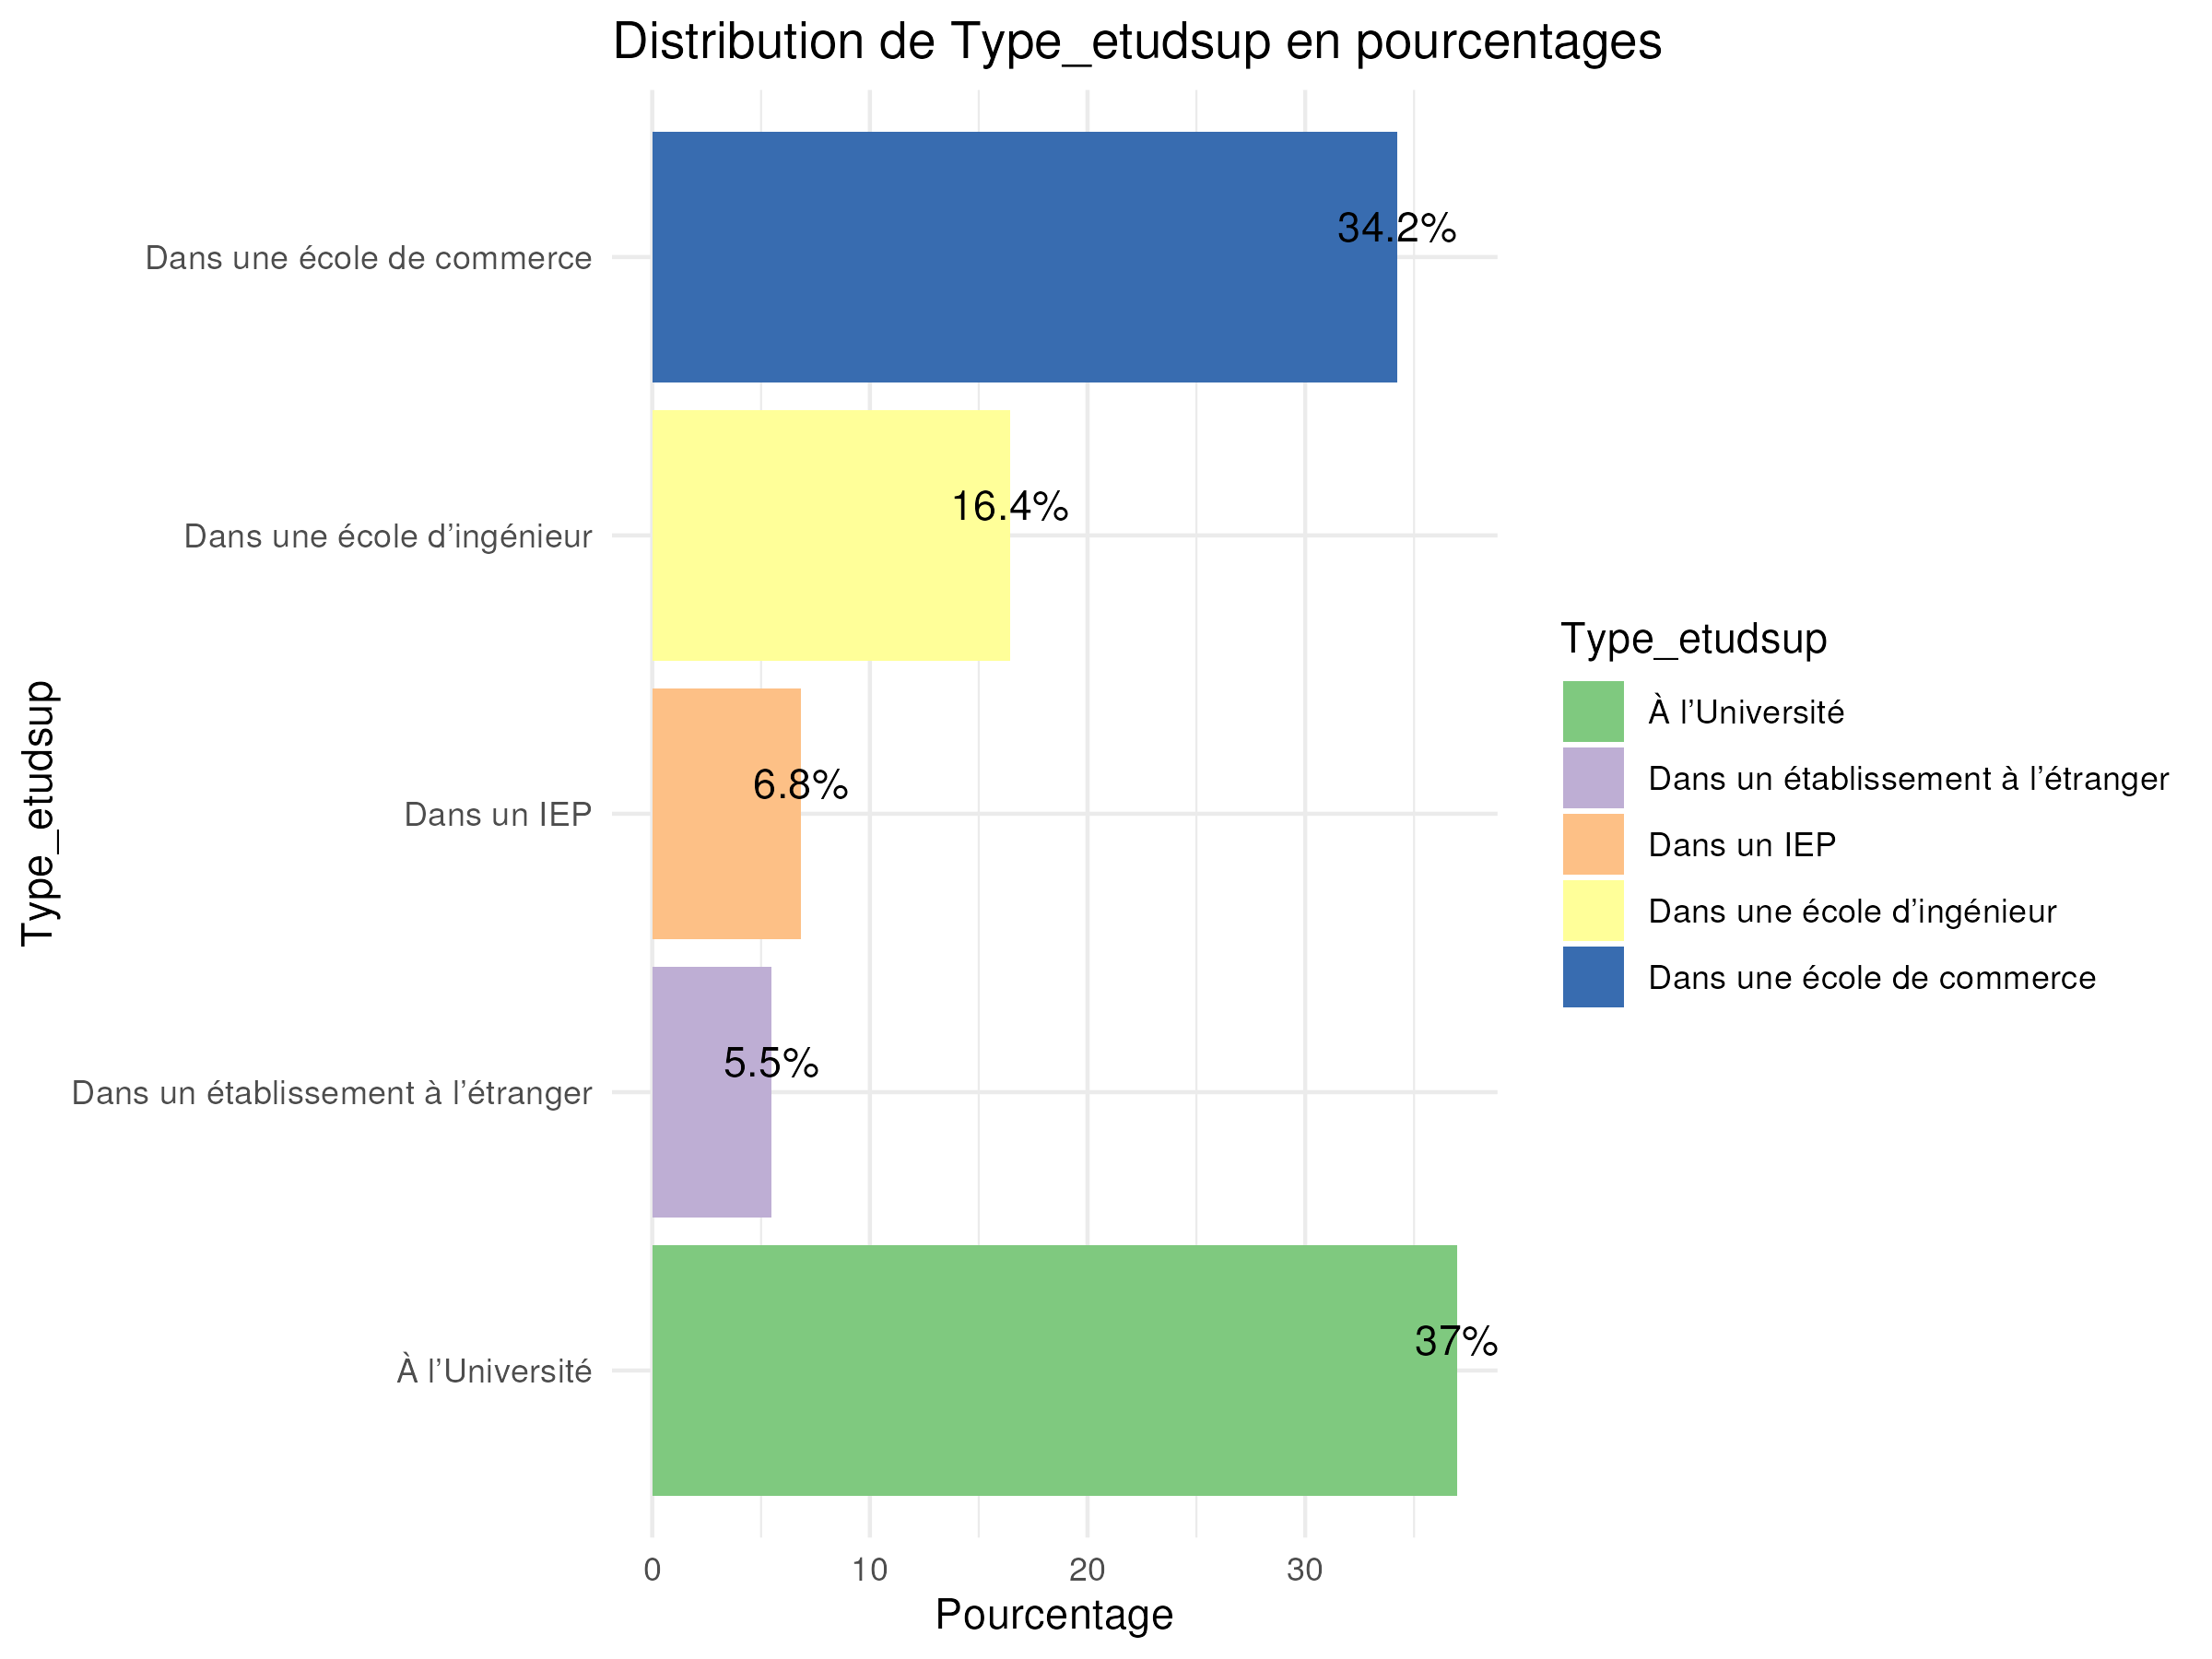 Distribution de Type_etudsup en pourcentages
Dans une école de commerce
34.2%
Dans une école d’ingénieur
16.4%
Dans un IEP
6.8%
Dans un établissement à l’étranger
5.5%
À l’Université
37%
Type_etudsup
0 10 20 30
Pourcentage
Type_etudsup
À l’Université
Dans un établissement à l’étranger
Dans un IEP
Dans une école d’ingénieur
Dans une école de commerce